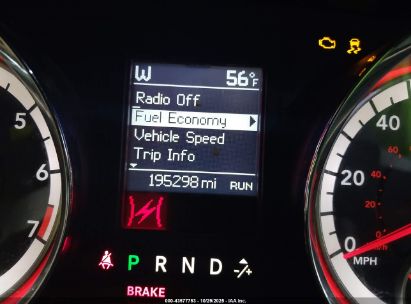 W 56°F
Radio Off
Fuel Economy
Vehicle Speed
Trip Info
195298 mi RUN
5
6
7
40
20
0
MPH
P R N D
BRAKE